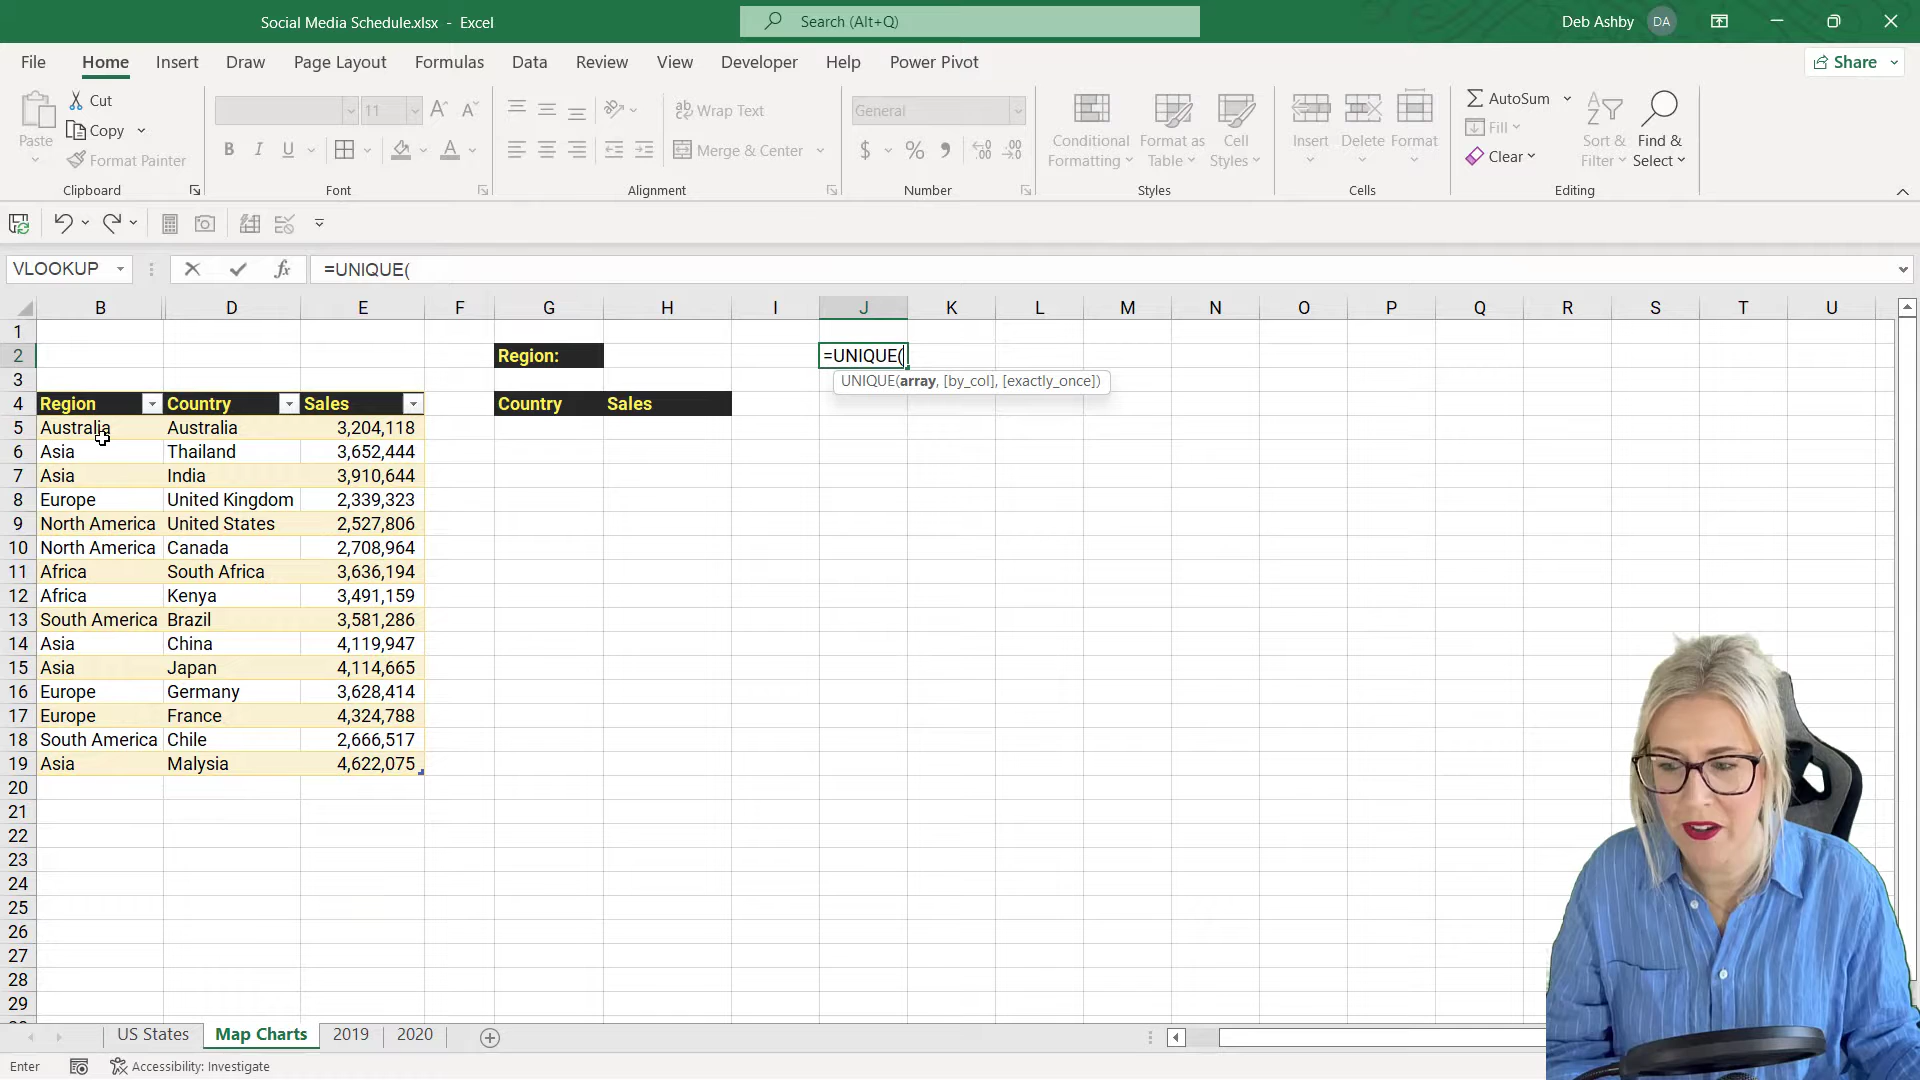 Social Media Schedule.xlsx - Excel
Search (Alt+Q)
Deb Ashby DA
File Home Insert Draw Page Layout Formulas Data Review View Developer Help Power Pivot
Share
Paste
Cut
Copy
Format Painter
Clipboard
11
B I U
Font
Wrap Text
Merge & Center
Alignment
General
$ % ,
Number
Conditional Formatting
Format as Table
Cell Styles
Styles
Insert Delete Format
Cells
AutoSum
Fill
Clear
Sort & Filter
Find & Select
Editing
VLOOKUP
fx
=UNIQUE(
B D E F G H I J K L M N O P Q R S T U
1
2 Region: =UNIQUE(
UNIQUE(array, [by_col], [exactly_once])
3
4 Region Country Sales Country Sales
5 Australia Australia 3,204,118
6 Asia Thailand 3,652,444
7 Asia India 3,910,644
8 Europe United Kingdom 2,339,323
9 North America United States 2,527,806
10 North America Canada 2,708,964
11 Africa South Africa 3,636,194
12 Africa Kenya 3,491,159
13 South America Brazil 3,581,286
14 Asia China 4,119,947
15 Asia Japan 4,114,665
16 Europe Germany 3,628,414
17 Europe France 4,324,788
18 South America Chile 2,666,517
19 Asia Malysia 4,622,075
20
21
22
23
24
25
26
27
28
29
US States Map Charts 2019 2020
Enter
Accessibility: Investigate